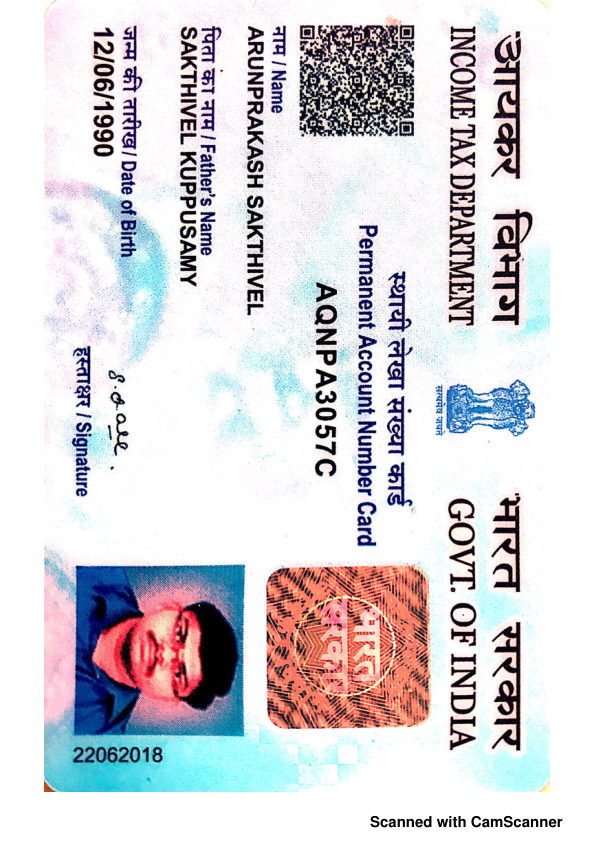 आयकर विभाग
INCOME TAX DEPARTMENT
सत्यमेव जयते
भारत सरकार
GOVT. OF INDIA
स्थायी लेखा संख्या कार्ड
Permanent Account Number Card
AQNPA3057C
नाम / Name
ARUNPRAKASH SAKTHIVEL
पिता का नाम / Father's Name
SAKTHIVEL KUPPUSAMY
जन्म की तारीख / Date of Birth
12/06/1990
हस्ताक्षर / Signature
भारत
सरकार
22062018
Scanned with CamScanner